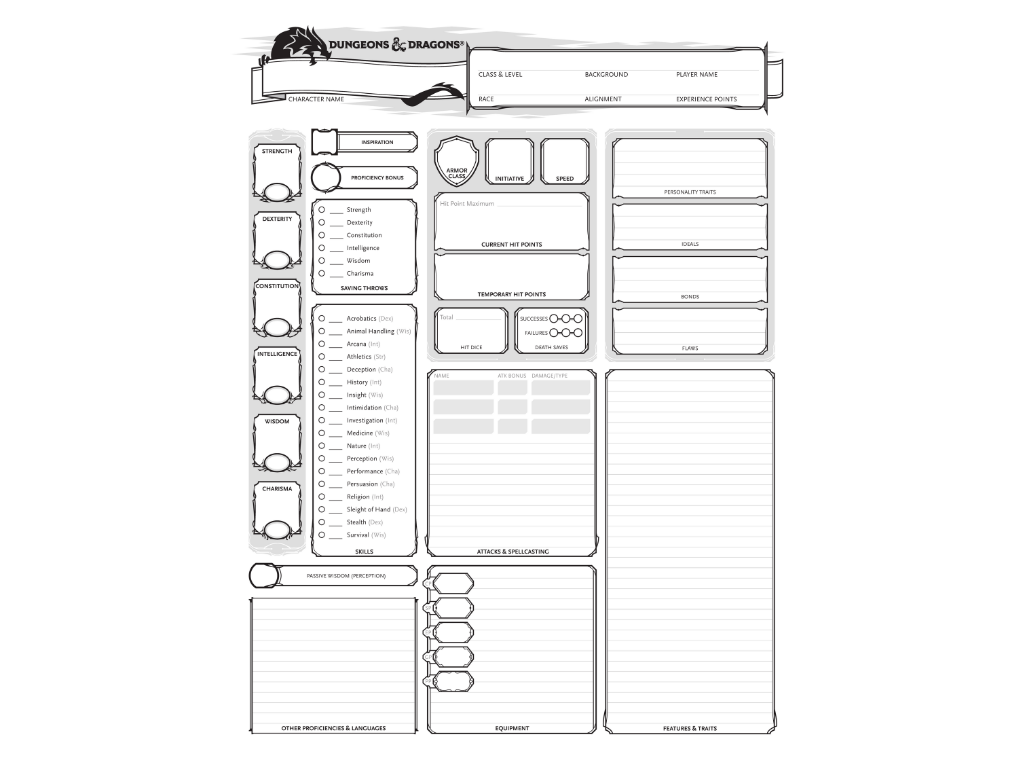 DUNGEONS & DRAGONS®
CLASS & LEVEL
BACKGROUND
PLAYER NAME
CHARACTER NAME
RACE
ALIGNMENT
EXPERIENCE POINTS
STRENGTH
DEXTERITY
CONSTITUTION
INTELLIGENCE
WISDOM
CHARISMA
INSPIRATION
PROFICIENCY BONUS
Strength
Dexterity
Constitution
Intelligence
Wisdom
Charisma
SAVING THROWS
Acrobatics (Dex)
Animal Handling (Wis)
Arcana (Int)
Athletics (Str)
Deception (Cha)
History (Int)
Insight (Wis)
Intimidation (Cha)
Investigation (Int)
Medicine (Wis)
Nature (Int)
Perception (Wis)
Performance (Cha)
Persuasion (Cha)
Religion (Int)
Sleight of Hand (Dex)
Stealth (Dex)
Survival (Wis)
SKILLS
PASSIVE WISDOM (PERCEPTION)
OTHER PROFICIENCIES & LANGUAGES
ARMOR
CLASS
INITIATIVE
SPEED
Hit Point Maximum
CURRENT HIT POINTS
TEMPORARY HIT POINTS
Total
HIT DICE
SUCCESSES
FAILURES
DEATH SAVES
NAME
ATK BONUS
DAMAGE/TYPE
ATTACKS & SPELLCASTING
EQUIPMENT
PERSONALITY TRAITS
IDEALS
BONDS
FLAWS
FEATURES & TRAITS